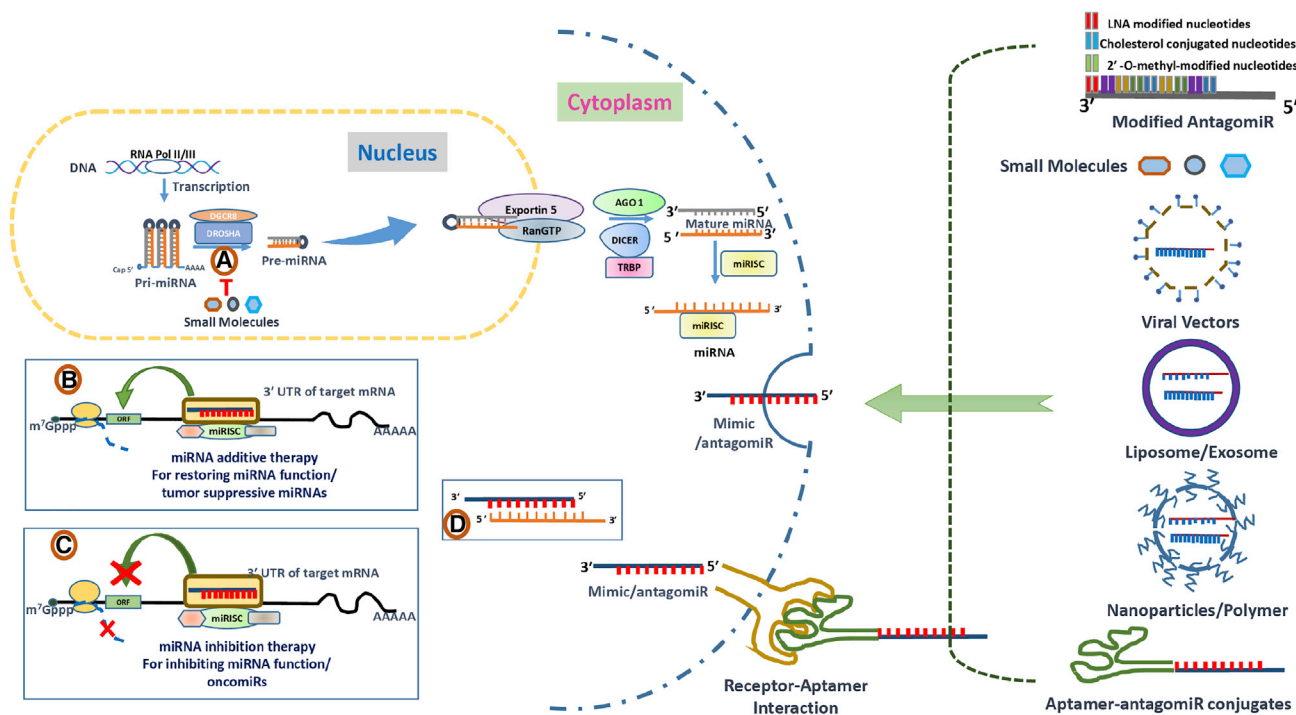 Cytoplasm
Nucleus
DNA
RNA Pol II/III
Transcription
DGCR8
DROSHA
A
Cap 5'
AAAA
Pri-miRNA
Pre-miRNA
Small Molecules
Exportin 5
RanGTP
AGO 1
DICER
TRBP
3' 5'
Mature miRNA
5' 3'
miRISC
5' 3'
miRISC
miRNA
B
3' UTR of target mRNA
m⁷Gppp
ORF
miRISC
AAAAA
miRNA additive therapy
For restoring miRNA function/
tumor suppressive miRNAs
C
3' UTR of target mRNA
m⁷Gppp
ORF
miRISC
AAAAA
miRNA inhibition therapy
For inhibiting miRNA function/
oncomiRs
3' 5'
5' 3'
D
3' 5'
Mimic
/antagomiR
3' 5'
Mimic/antagomiR
Receptor-Aptamer
Interaction
LNA modified nucleotides
Cholesterol conjugated nucleotides
2'-O-methyl-modified nucleotides
3' 5'
Modified AntagomiR
Small Molecules
Viral Vectors
Liposome/Exosome
Nanoparticles/Polymer
Aptamer-antagomiR conjugates